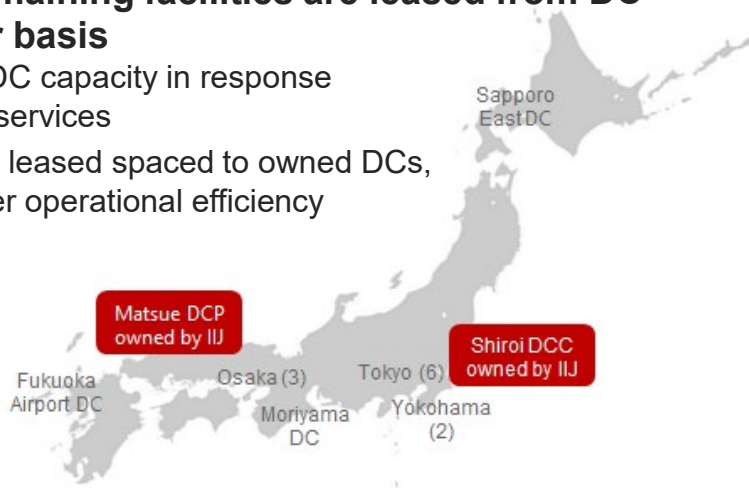 facilities are leased from DC
basis
DC capacity in response
services
leased spaced to owned DCs,
operational efficiency
Sapporo
East DC
Matsue DCP
owned by IIJ
Shiroi DCC
owned by IIJ
Fukuoka
Airport DC
Osaka (3)
Tokyo (6)
Moriyama
DC
Yokohama
(2)